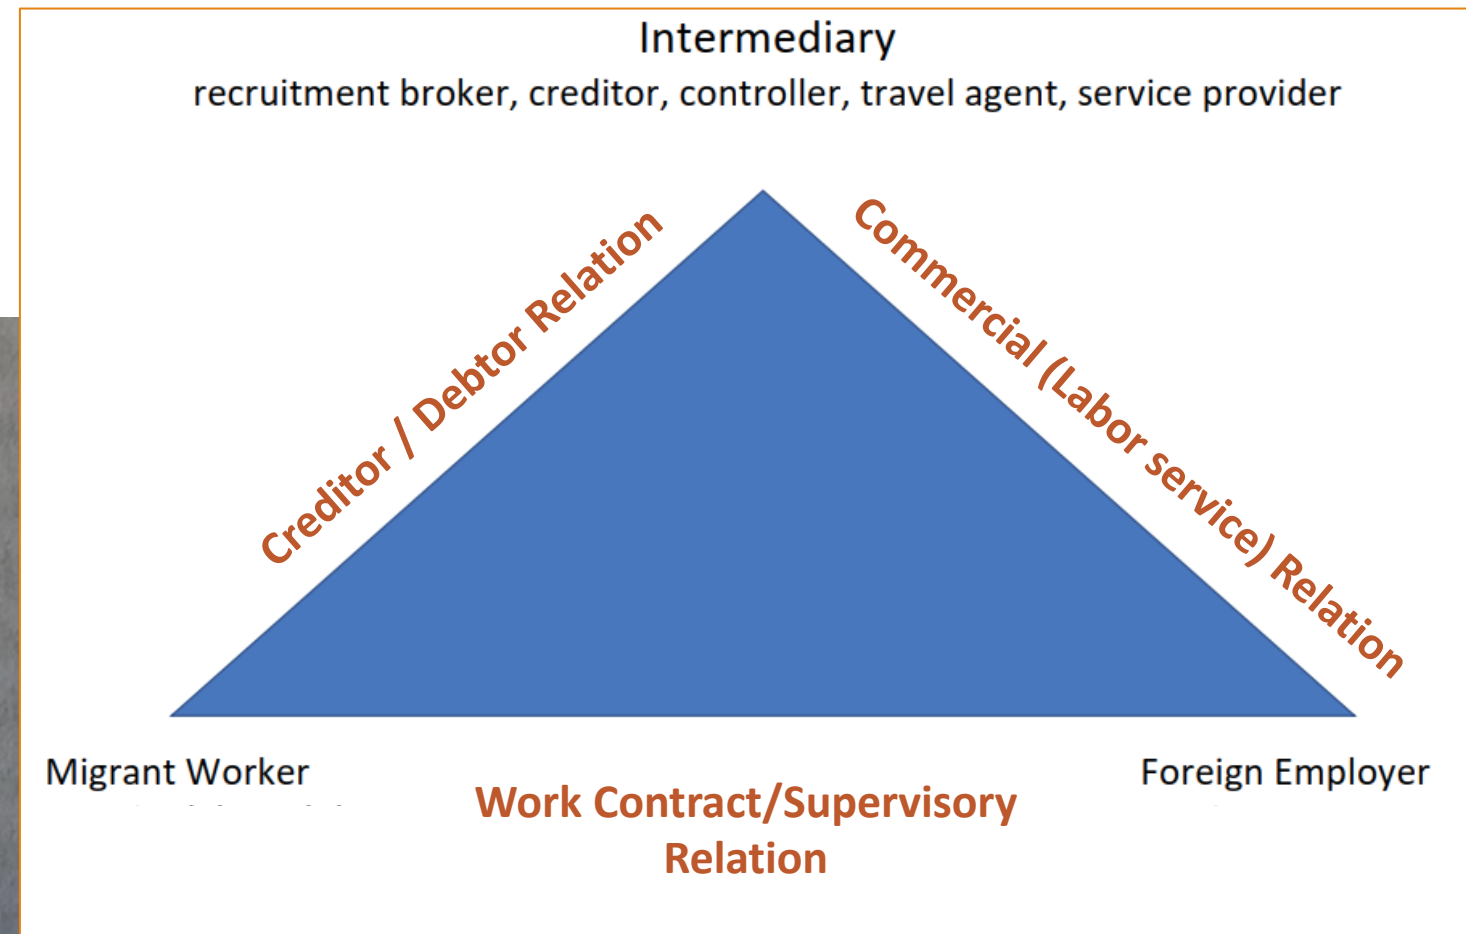 Intermediary
recruitment broker, creditor, controller, travel agent, service provider
Creditor / Debtor Relation
Commercial (Labor service) Relation
Migrant Worker
Foreign Employer
Work Contract/Supervisory
Relation